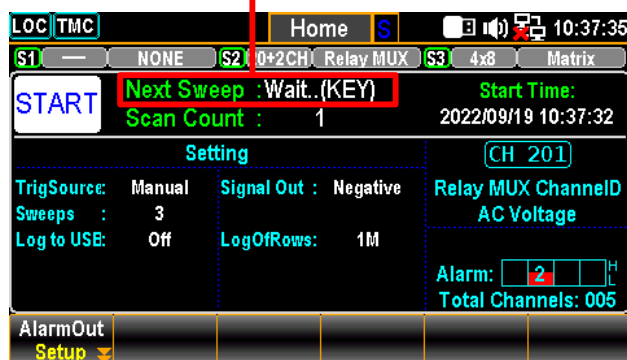 LOC TMC Home S 10:37:35
S1 — NONE S2 20+2CH Relay MUX S3 4x8 Matrix
START
Next Sweep : Wait..(KEY)
Scan Count : 1
Start Time:
2022/09/19 10:37:32
Setting
TrigSource: Manual Signal Out : Negative
Sweeps : 3
Log to USB: Off LogOfRows: 1M
CH 201
Relay MUX ChannelD
AC Voltage
Alarm: 2 H L
Total Channels: 005
AlarmOut
Setup